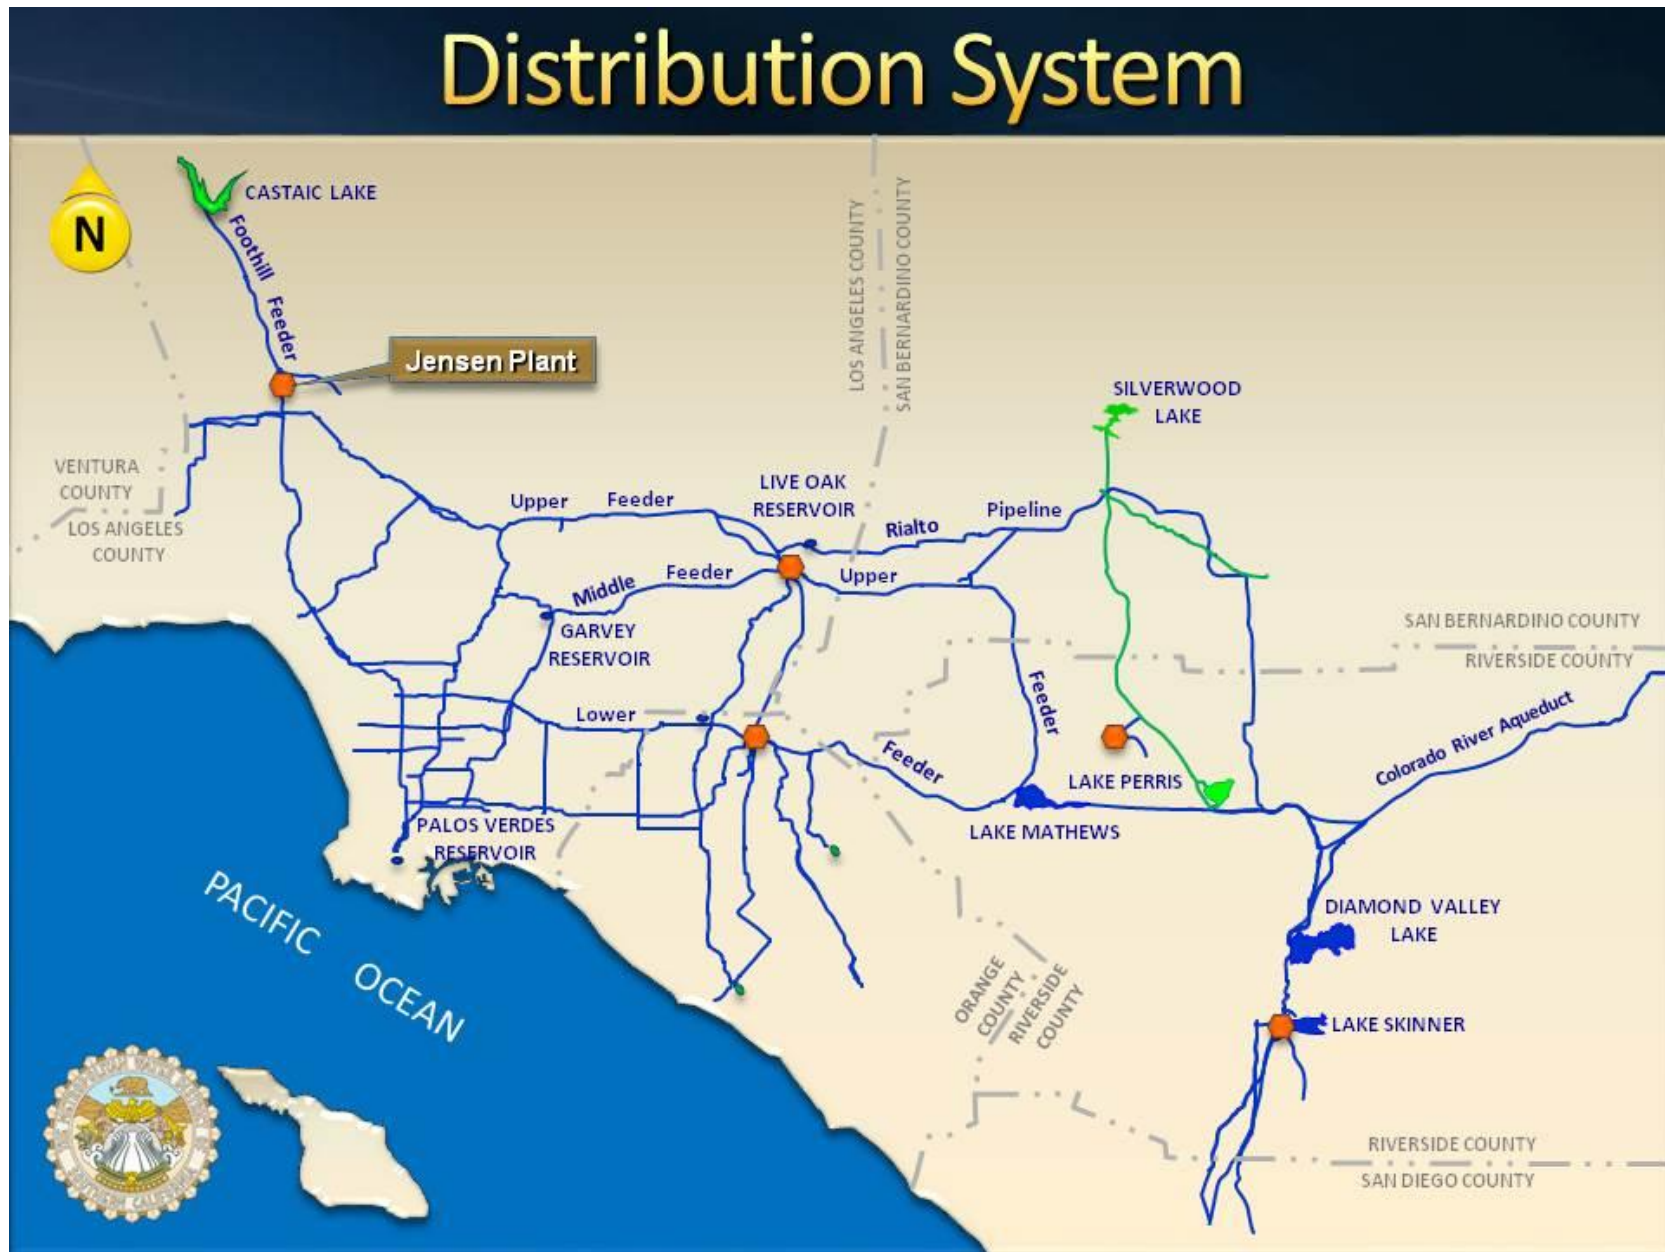 Distribution System
N
CASTAIC LAKE
Foothill Feeder
Jensen Plant
LOS ANGELES COUNTY
SAN BERNARDINO COUNTY
SILVERWOOD
LAKE
VENTURA
COUNTY
LOS ANGELES
COUNTY
Upper Feeder
LIVE OAK
RESERVOIR
Rialto Pipeline
Middle Feeder
Upper
GARVEY
RESERVOIR
SAN BERNARDINO COUNTY
RIVERSIDE COUNTY
Feeder
Lower
Feeder
Colorado River Aqueduct
LAKE PERRIS
PALOS VERDES
RESERVOIR
LAKE MATHEWS
PACIFIC OCEAN
DIAMOND VALLEY
LAKE
ORANGE
COUNTY
RIVERSIDE
COUNTY
LAKE SKINNER
RIVERSIDE COUNTY
SAN DIEGO COUNTY